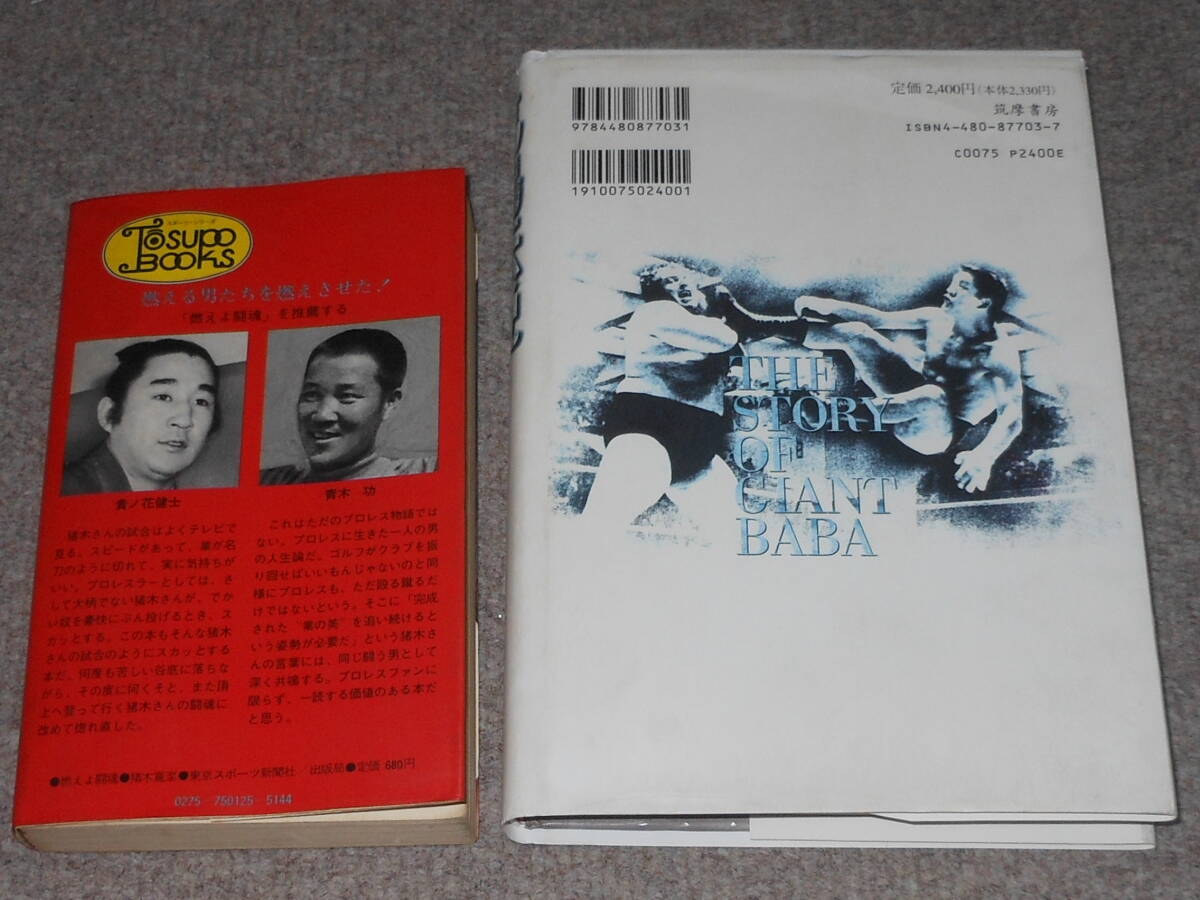 スポーツシリーズ
Tōsupo
Books
燃える男たちを燃えさせた!
「燃えよ闘魂」を推薦する
貴ノ花健士
青木 功
猪木さんの試合はよくテレビで
見る。スピードがあって、業が名
刀のように切れて、実に気持ちが
いい。プロレスラーとしては、さ
して大柄でない猪木さんが、でか
い奴を豪快にぶん投げるとき、ス
カッとする。この本もそんな猪木
さんの試合のようにスカッとする
本だ。何度も苦しい谷底に落ちな
がら、その度に何くそと、また頂
上へ登って行く猪木さんの闘魂に
改めて惚れ直した。
これはただのプロレス物語では
ない。プロレスに生きた一人の男
の人生論だ。ゴルフがクラブを振
り回せばいいもんじゃないのと同
様にプロレスも、ただ殴る蹴るだ
けではないという。そこに「完成
された〝業の美〟を追い続けると
いう姿勢が必要だ」という猪木さ
んの言葉には、同じ闘う男として
深く共鳴する。プロレスファンに
限らず、一読する価値のある本だ
と思う。
●燃えよ闘魂●猪木寛至●東京スポーツ新聞社/出版局●定価 680円
0275-750125-5144
9784480877031
1910075024001
定価2,400円(本体2,330円)
筑摩書房
ISBN4-480-87703-7
C0075 P2400E
THE
STORY
OF
GIANT
BABA